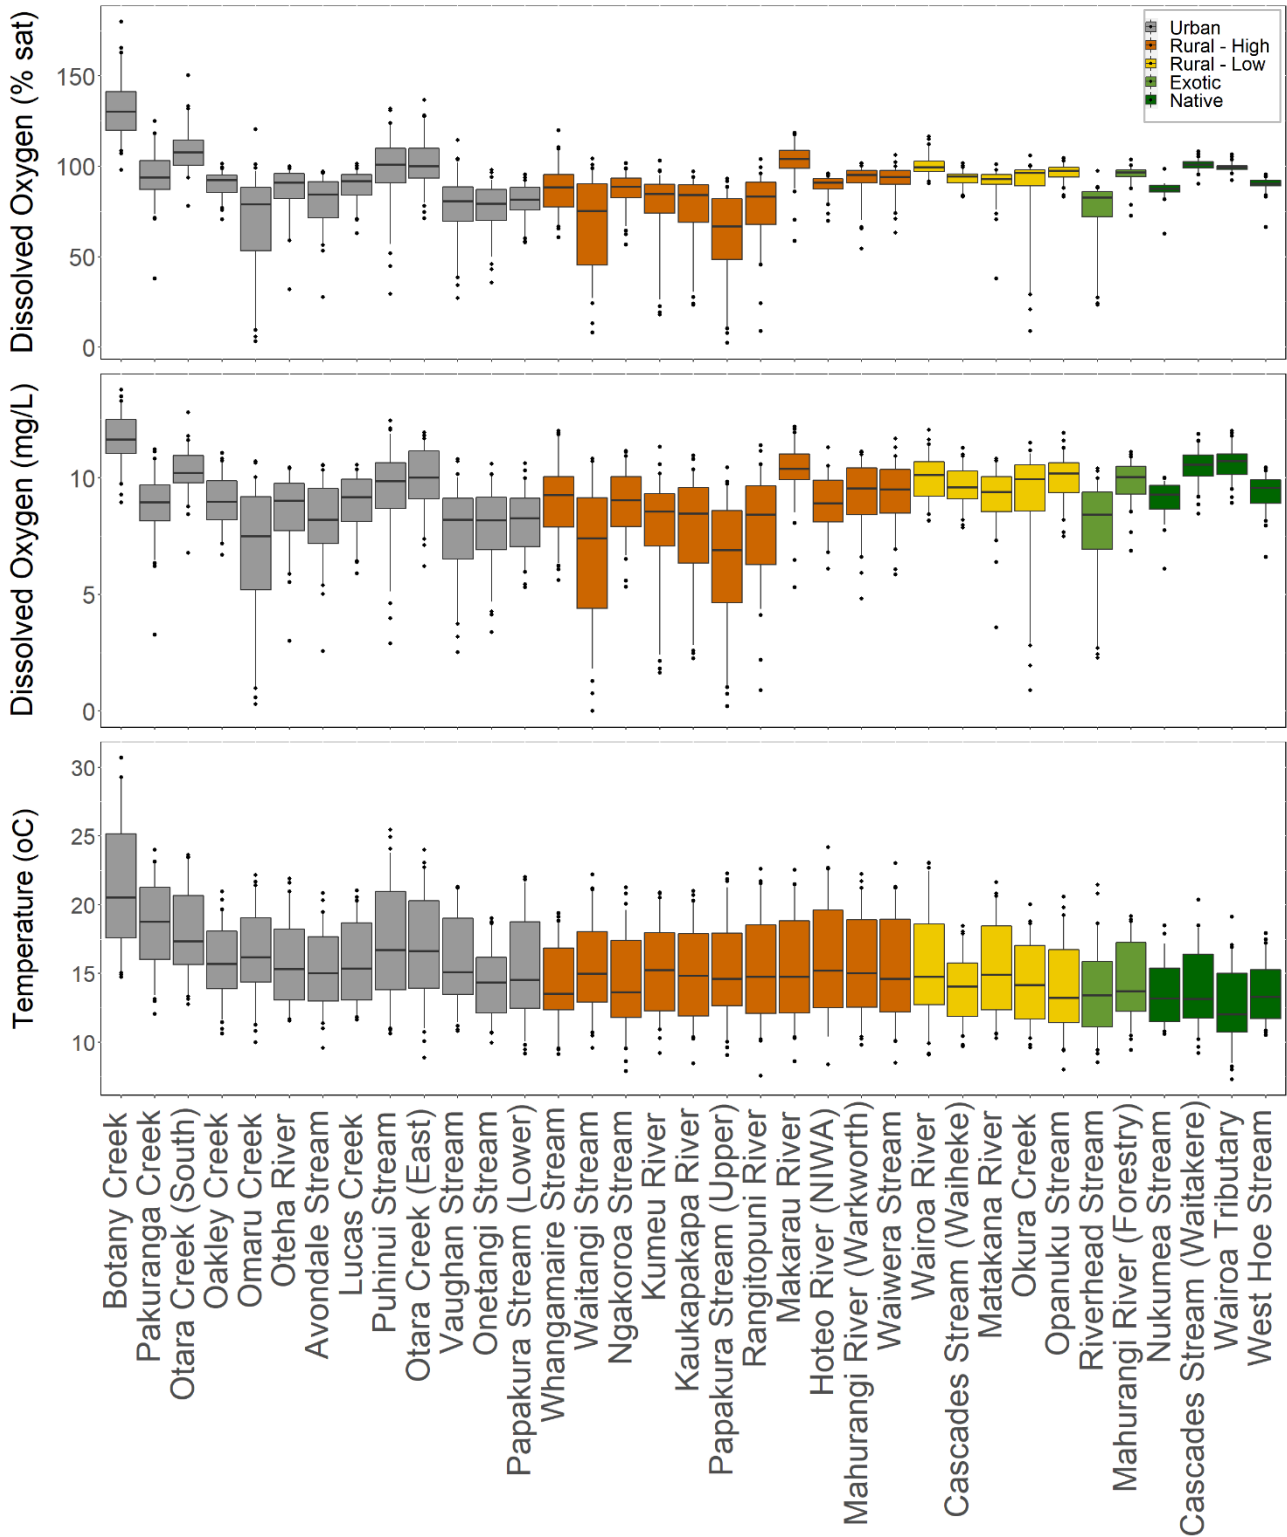 Dissolved Oxygen (% sat)
150
100
50
0
Urban
Rural - High
Rural - Low
Exotic
Native
Dissolved Oxygen (mg/L)
10
5
0
Temperature (oC)
30
25
20
15
10
Botany Creek
Pakuranga Creek
Otara Creek (South)
Oakley Creek
Omaru Creek
Oteha River
Avondale Stream
Lucas Creek
Puhinui Stream
Otara Creek (East)
Vaughan Stream
Onetangi Stream
Papakura Stream (Lower)
Whangamaire Stream
Waitangi Stream
Ngakoroa Stream
Kumeu River
Kaukapakapa River
Papakura Stream (Upper)
Rangitopuni River
Makarau River
Hoteo River (NIWA)
Mahurangi River (Warkworth)
Waiwera Stream
Wairoa River
Cascades Stream (Waiheke)
Matakana River
Okura Creek
Opanuku Stream
Riverhead Stream
Mahurangi River (Forestry)
Nukumea Stream
Cascades Stream (Waitakere)
Wairoa Tributary
West Hoe Stream